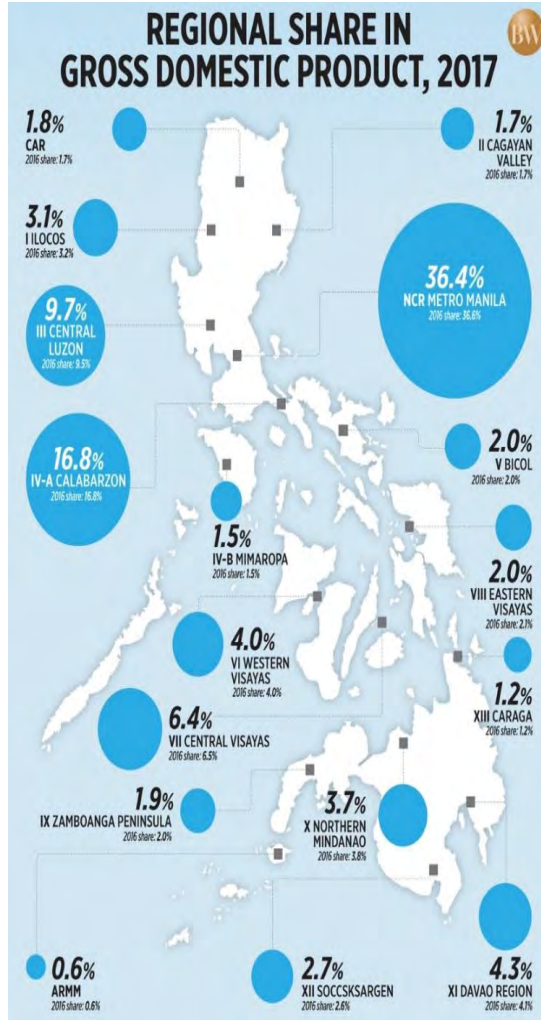 REGIONAL SHARE IN
GROSS DOMESTIC PRODUCT, 2017
BW
1.8%
CAR
2016 share: 1.7%
1.7%
II CAGAYAN
VALLEY
2016 share: 1.7%
3.1%
I ILOCOS
2016 share: 3.2%
36.4%
NCR METRO MANILA
2016 share: 36.6%
9.7%
III CENTRAL
LUZON
2016 share: 9.5%
16.8%
IV-A CALABARZON
2016 share: 16.8%
2.0%
V BICOL
2016 share: 2.0%
1.5%
IV-B MIMAROPA
2016 share: 1.5%
2.0%
VIII EASTERN
VISAYAS
2016 share: 2.1%
4.0%
VI WESTERN
VISAYAS
2016 share: 4.0%
1.2%
XIII CARAGA
2016 share: 1.2%
6.4%
VII CENTRAL VISAYAS
2016 share: 6.5%
1.9%
IX ZAMBOANGA PENINSULA
2016 share: 2.0%
3.7%
X NORTHERN
MINDANAO
2016 share: 3.8%
0.6%
ARMM
2016 share: 0.6%
2.7%
XII SOCCSKSARGEN
2016 share: 2.6%
4.3%
XI DAVAO REGION
2016 share: 4.1%